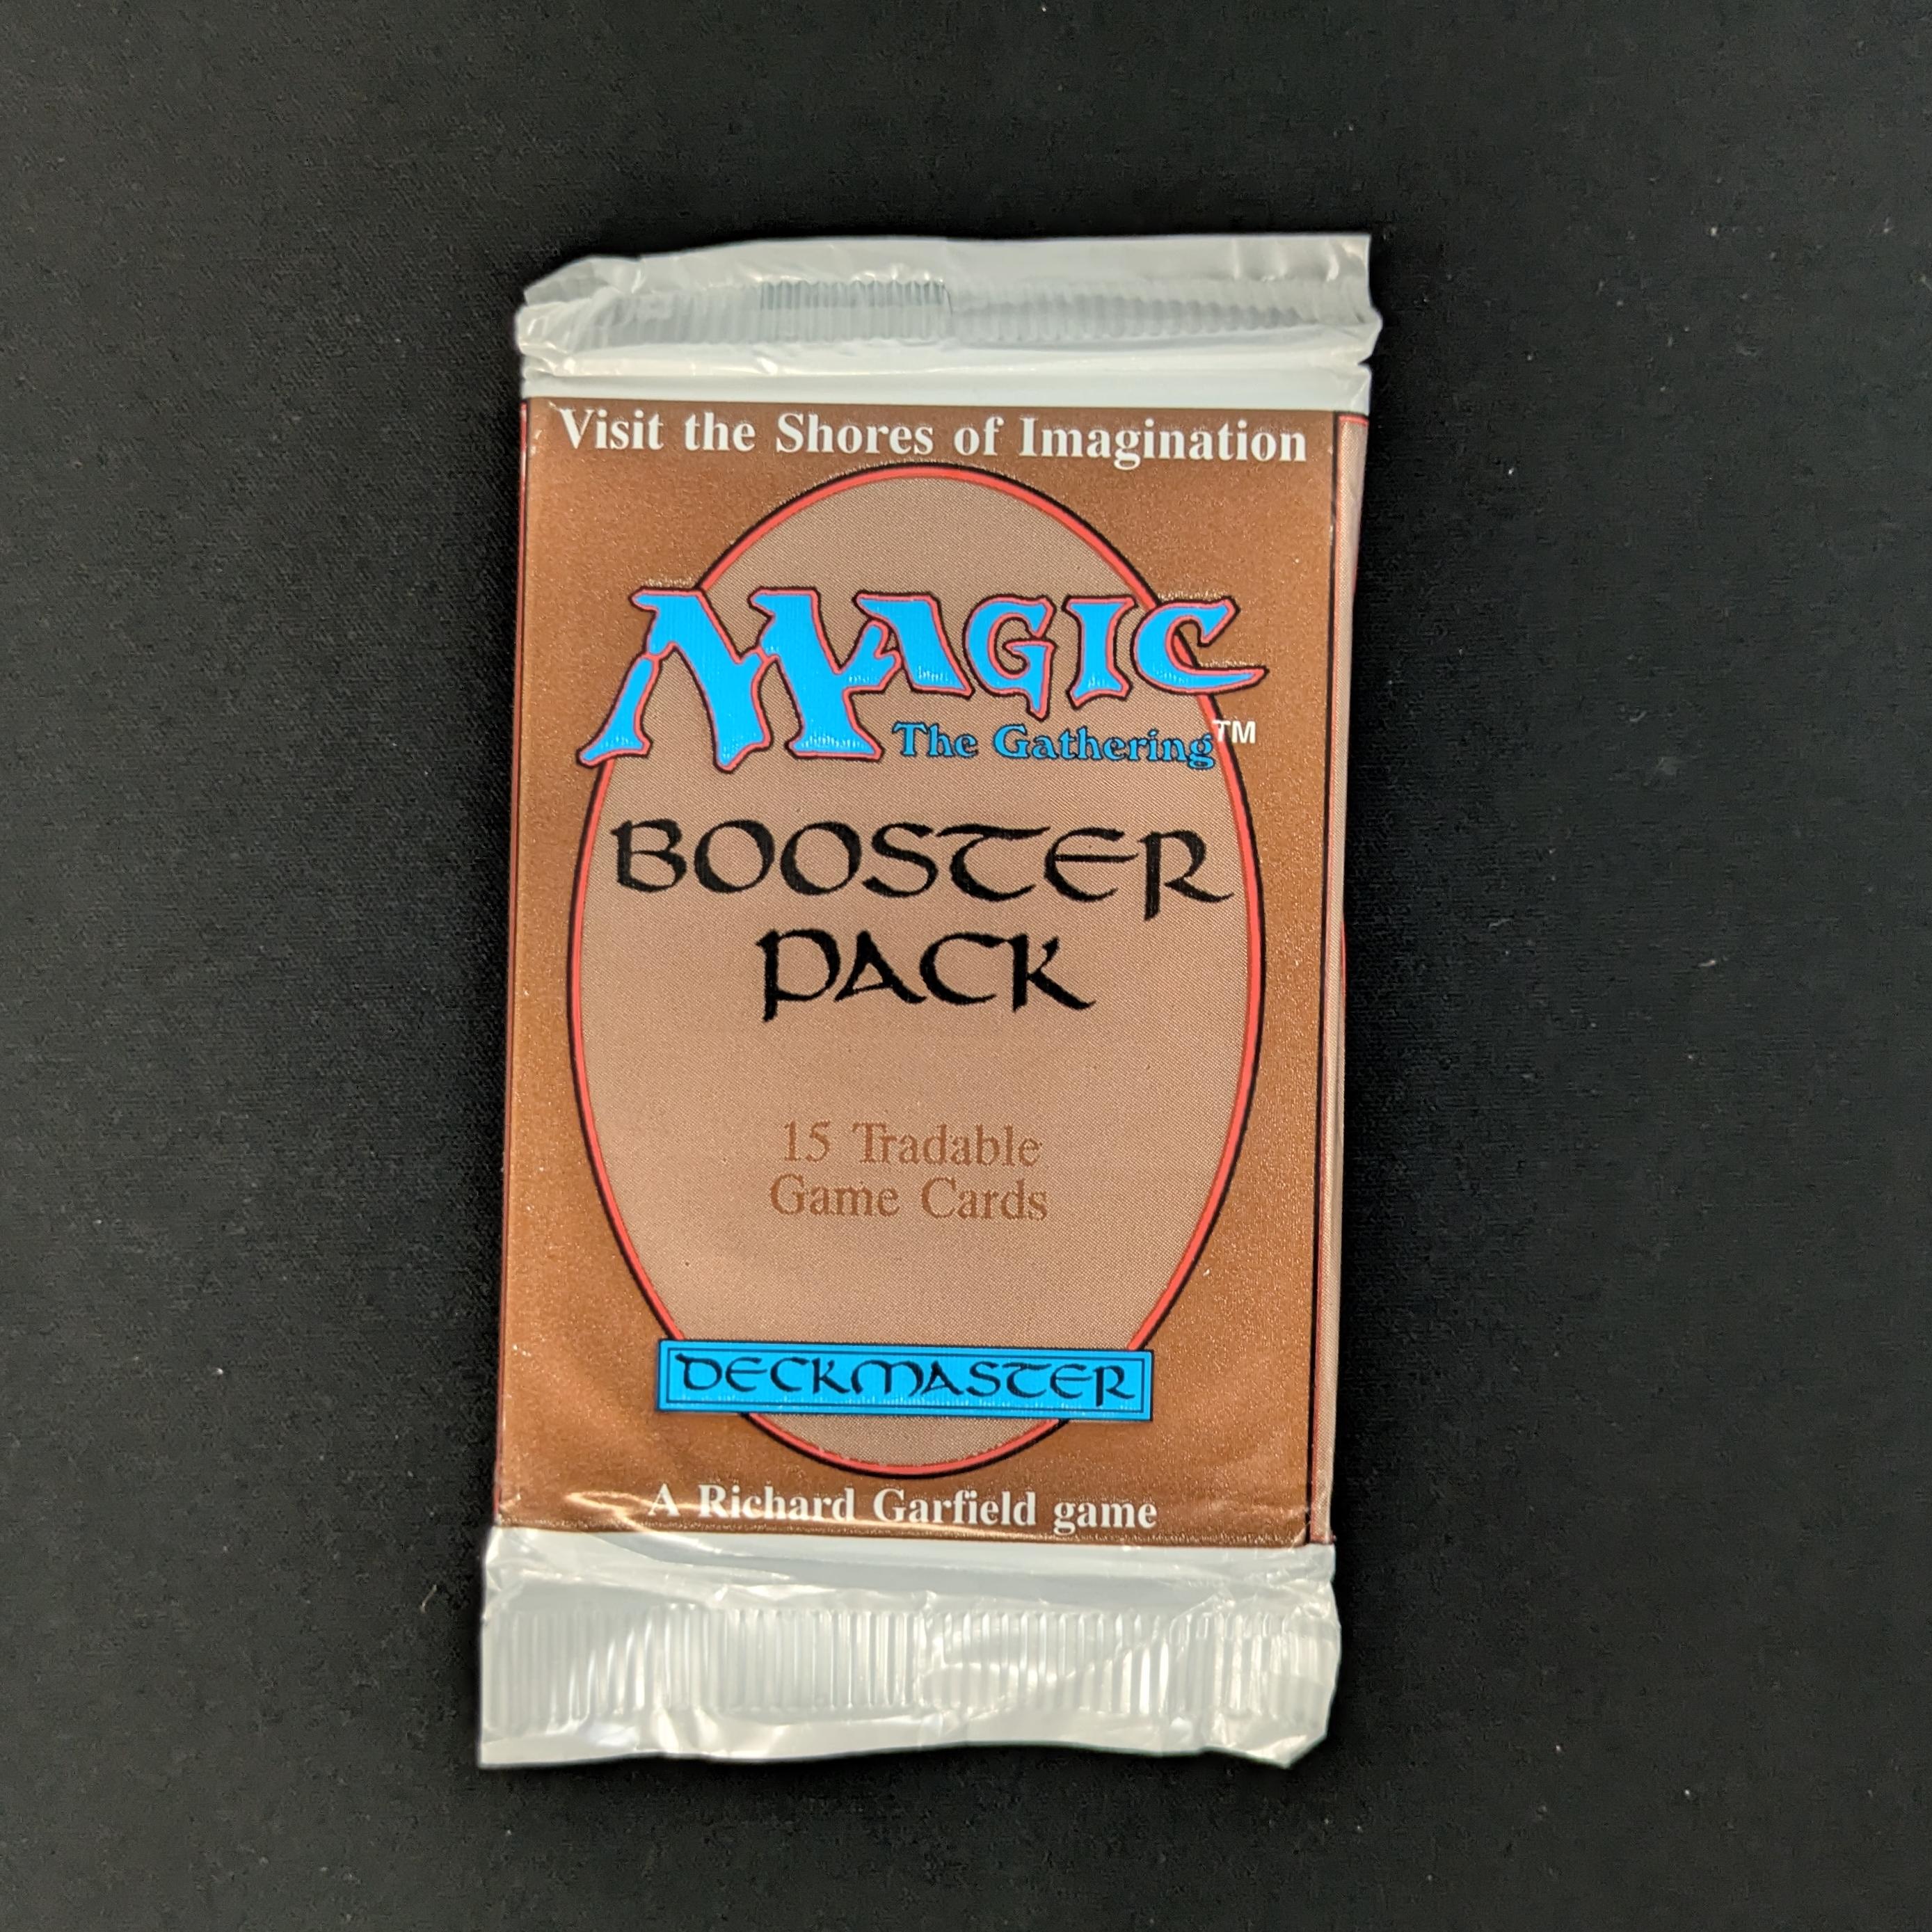 Visit the Shores of Imagination
MAGIC
The Gathering™
BOOSTER
PACK
15 Tradable
Game Cards
DECKMASTER
A Richard Garfield game